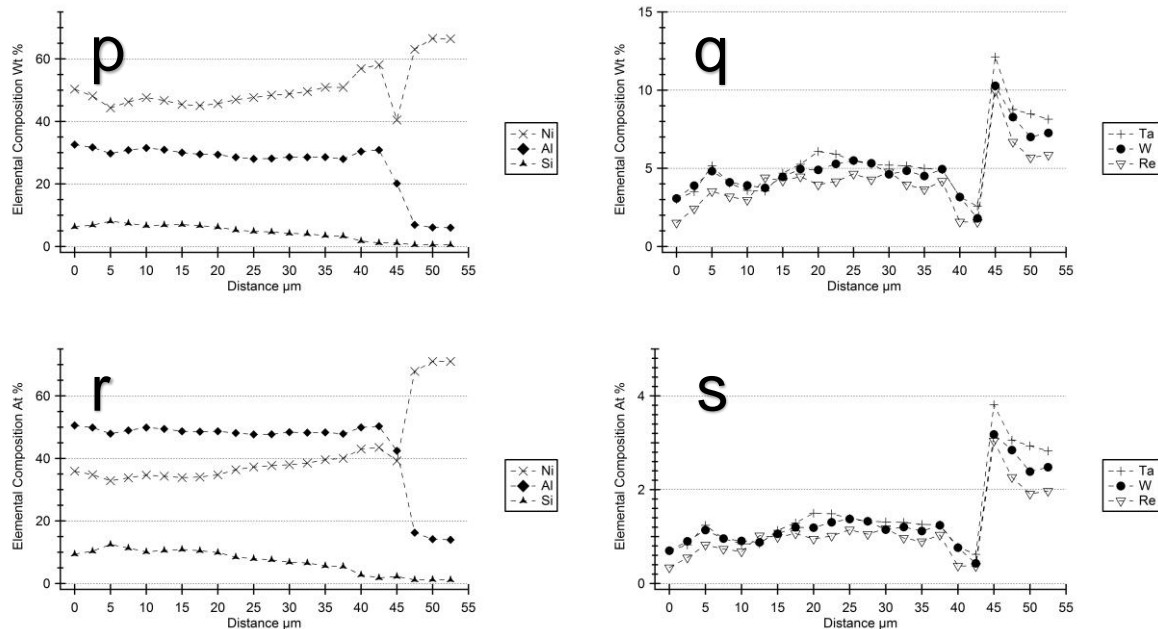 p
Elemental Composition Wt %
60
40
20
0
0 5 10 15 20 25 30 35 40 45 50 55
Distance µm
Ni
Al
Si
q
Elemental Composition Wt %
15
10
5
0
0 5 10 15 20 25 30 35 40 45 50 55
Distance µm
Ta
W
Re
r
Elemental Composition At %
60
40
20
0
0 5 10 15 20 25 30 35 40 45 50 55
Distance µm
Ni
Al
Si
s
Elemental Composition At %
4
2
0
0 5 10 15 20 25 30 35 40 45 50 55
Distance µm
Ta
W
Re